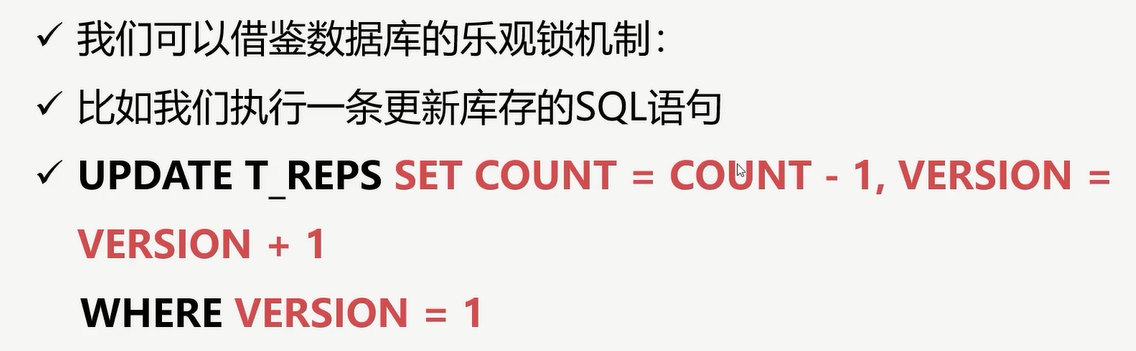 ✓ 我们可以借鉴数据库的乐观锁机制：
✓ 比如我们执行一条更新库存的SQL语句
✓ UPDATE T_REPS SET COUNT = COUNT - 1, VERSION =
VERSION + 1
WHERE VERSION = 1